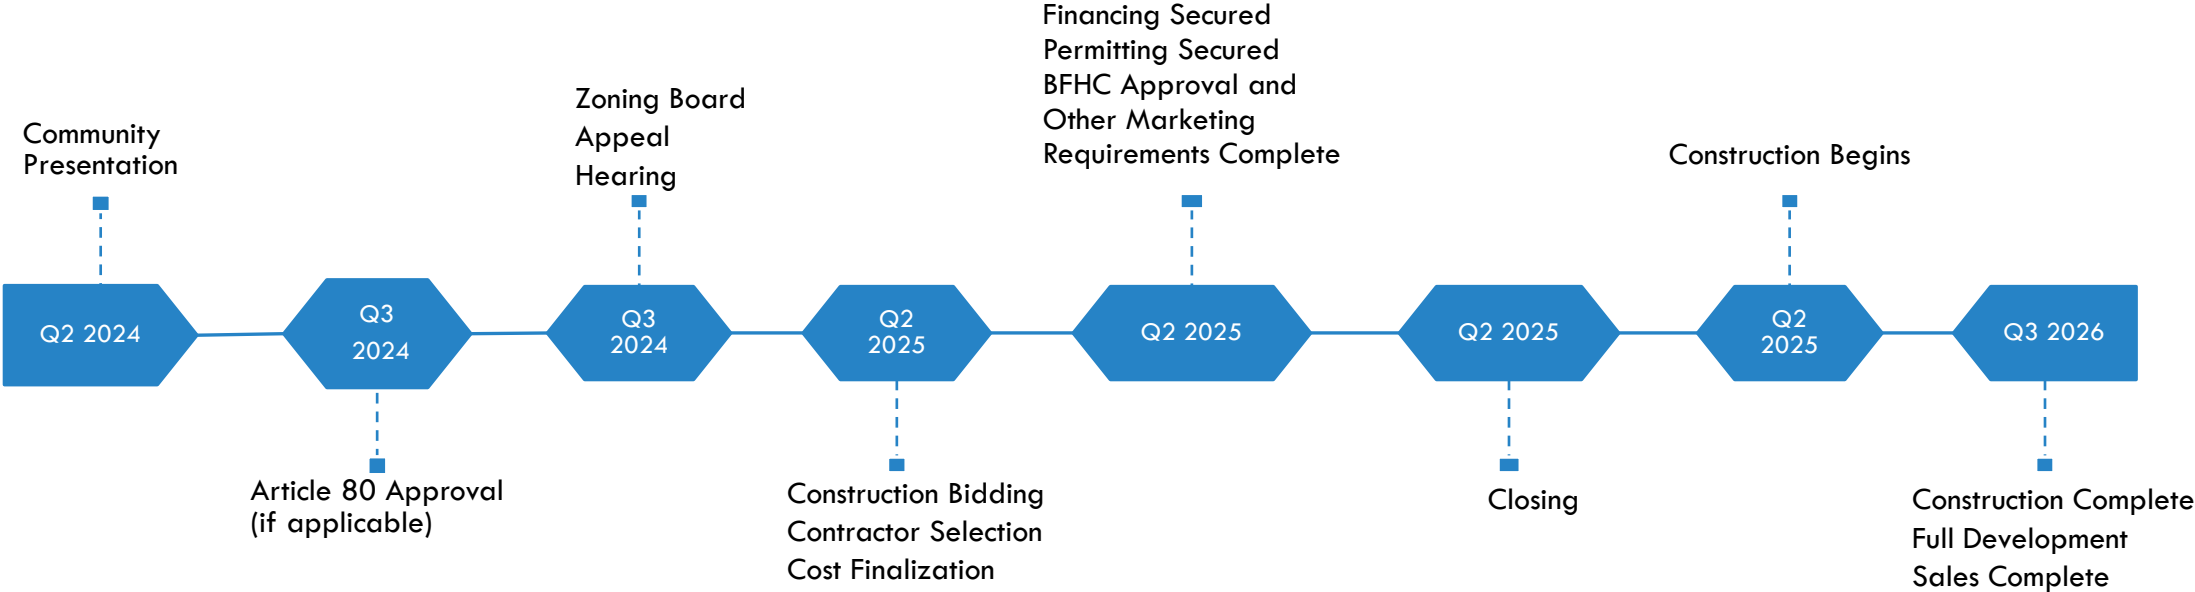 Community
Presentation
Q2 2024
Q3
2024
Article 80 Approval
(if applicable)
Zoning Board
Appeal
Hearing
Q3
2024
Q2
2025
Construction Bidding
Contractor Selection
Cost Finalization
Financing Secured
Permitting Secured
BFHC Approval and
Other Marketing
Requirements Complete
Q2 2025
Q2 2025
Closing
Construction Begins
Q2
2025
Q3 2026
Construction Complete
Full Development
Sales Complete